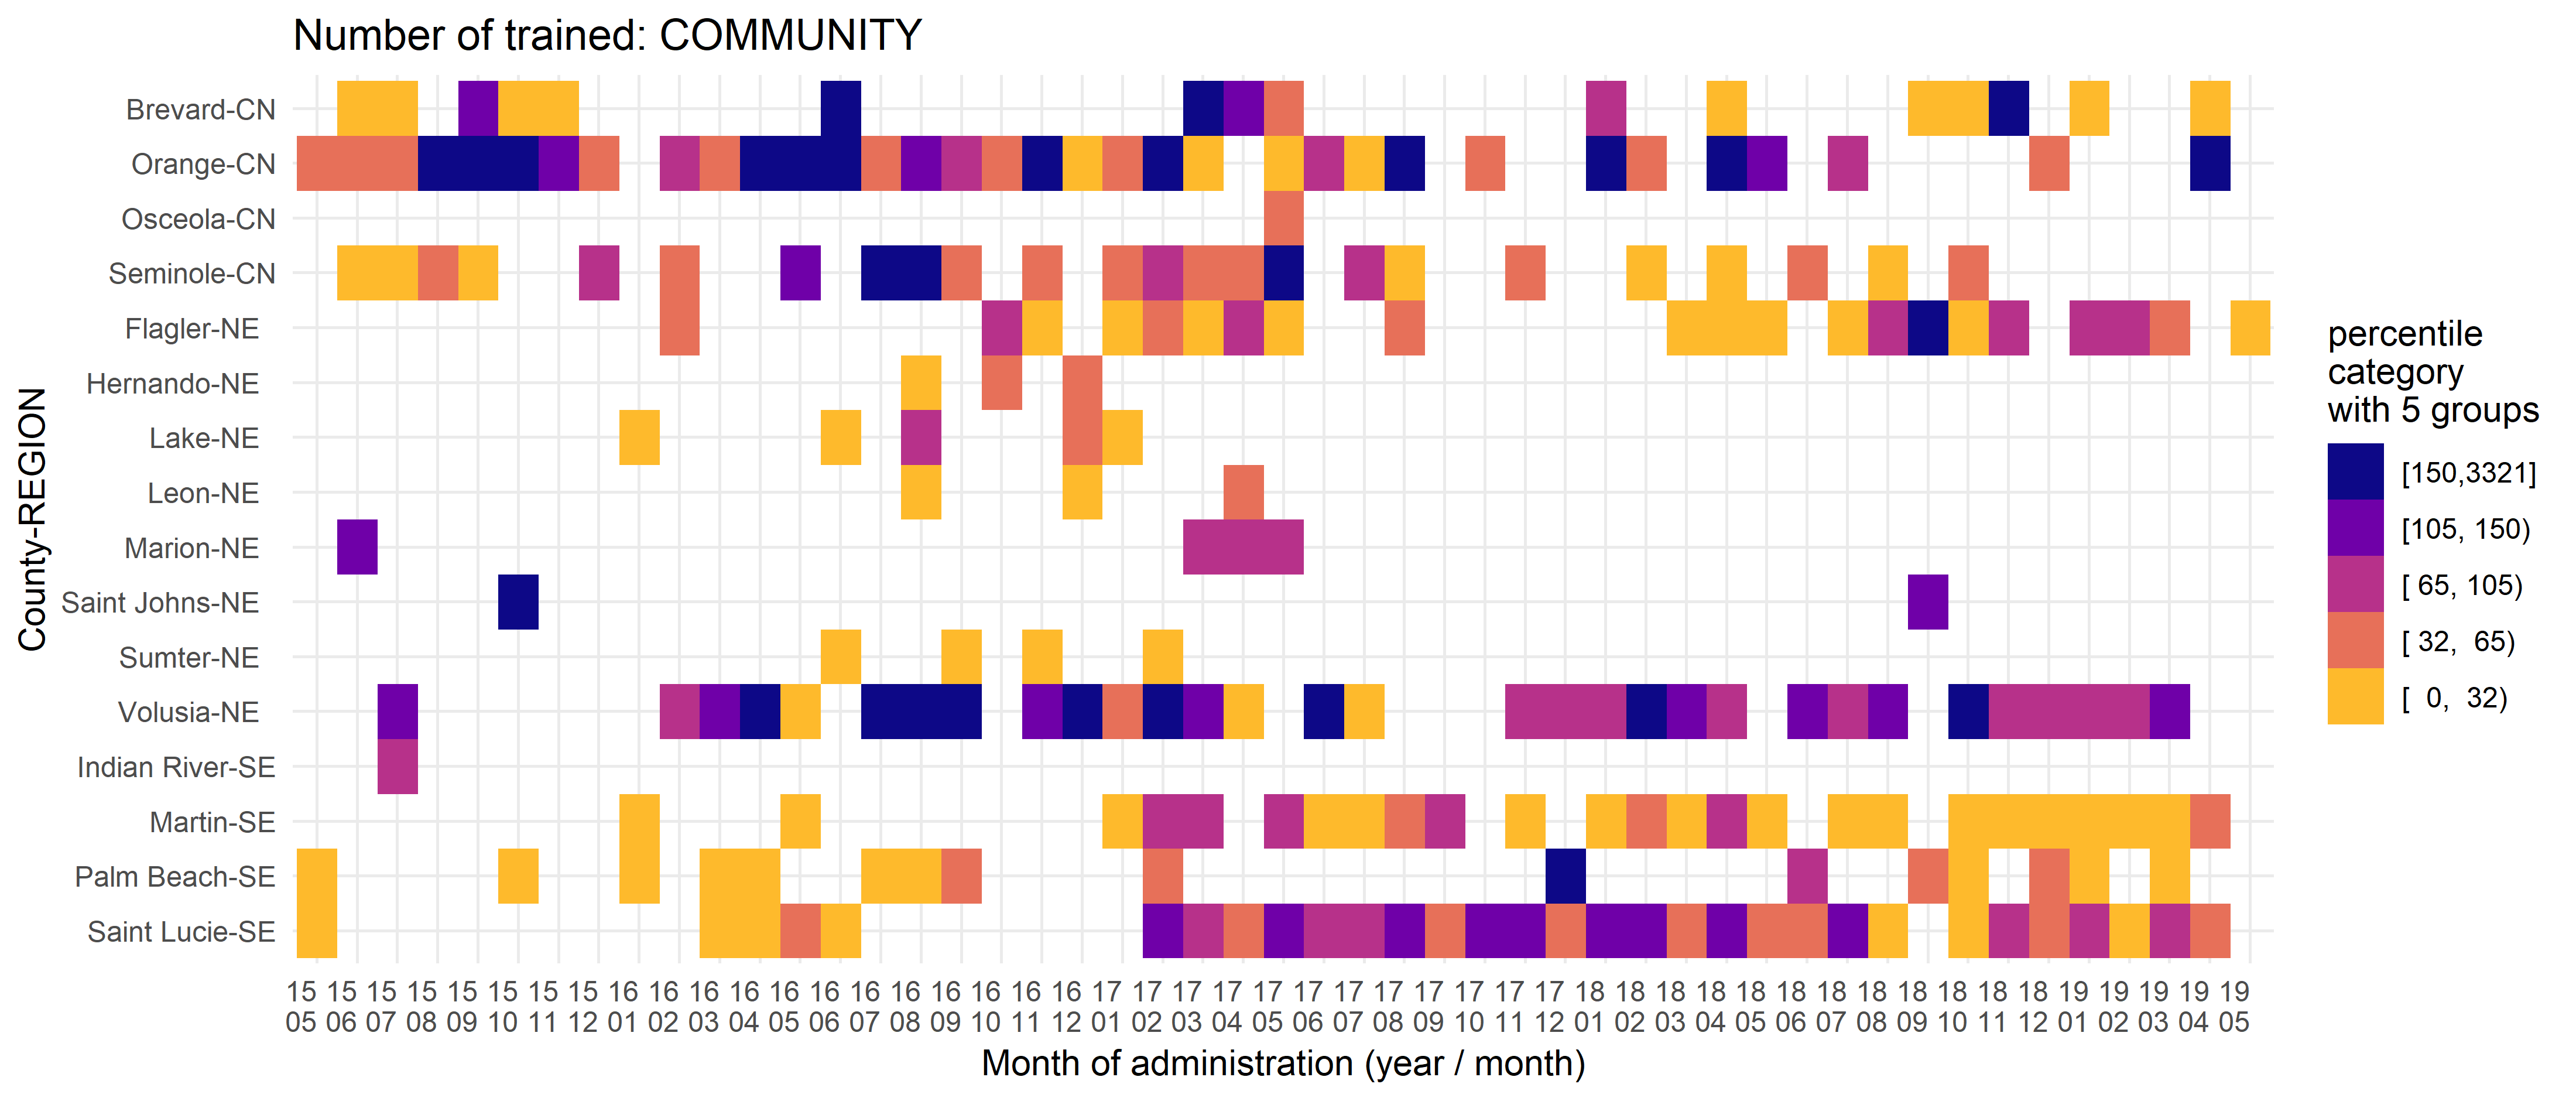 Number of trained: COMMUNITY
County-REGION
Brevard-CN
Orange-CN
Osceola-CN
Seminole-CN
Flagler-NE
Hernando-NE
Lake-NE
Leon-NE
Marion-NE
Saint Johns-NE
Sumter-NE
Volusia-NE
Indian River-SE
Martin-SE
Palm Beach-SE
Saint Lucie-SE
15 15 15 15 15 15 15 15 16 16 16 16 16 16 16 16 16 16 16 16 17 17 17 17 17 17 17 17 17 17 17 17 18 18 18 18 18 18 18 18 18 18 18 18 19 19 19 19 19
05 06 07 08 09 10 11 12 01 02 03 04 05 06 07 08 09 10 11 12 01 02 03 04 05 06 07 08 09 10 11 12 01 02 03 04 05 06 07 08 09 10 11 12 01 02 03 04 05
Month of administration (year / month)
percentile
category
with 5 groups
[150,3321]
[105, 150)
[ 65, 105)
[ 32,  65)
[  0,  32)